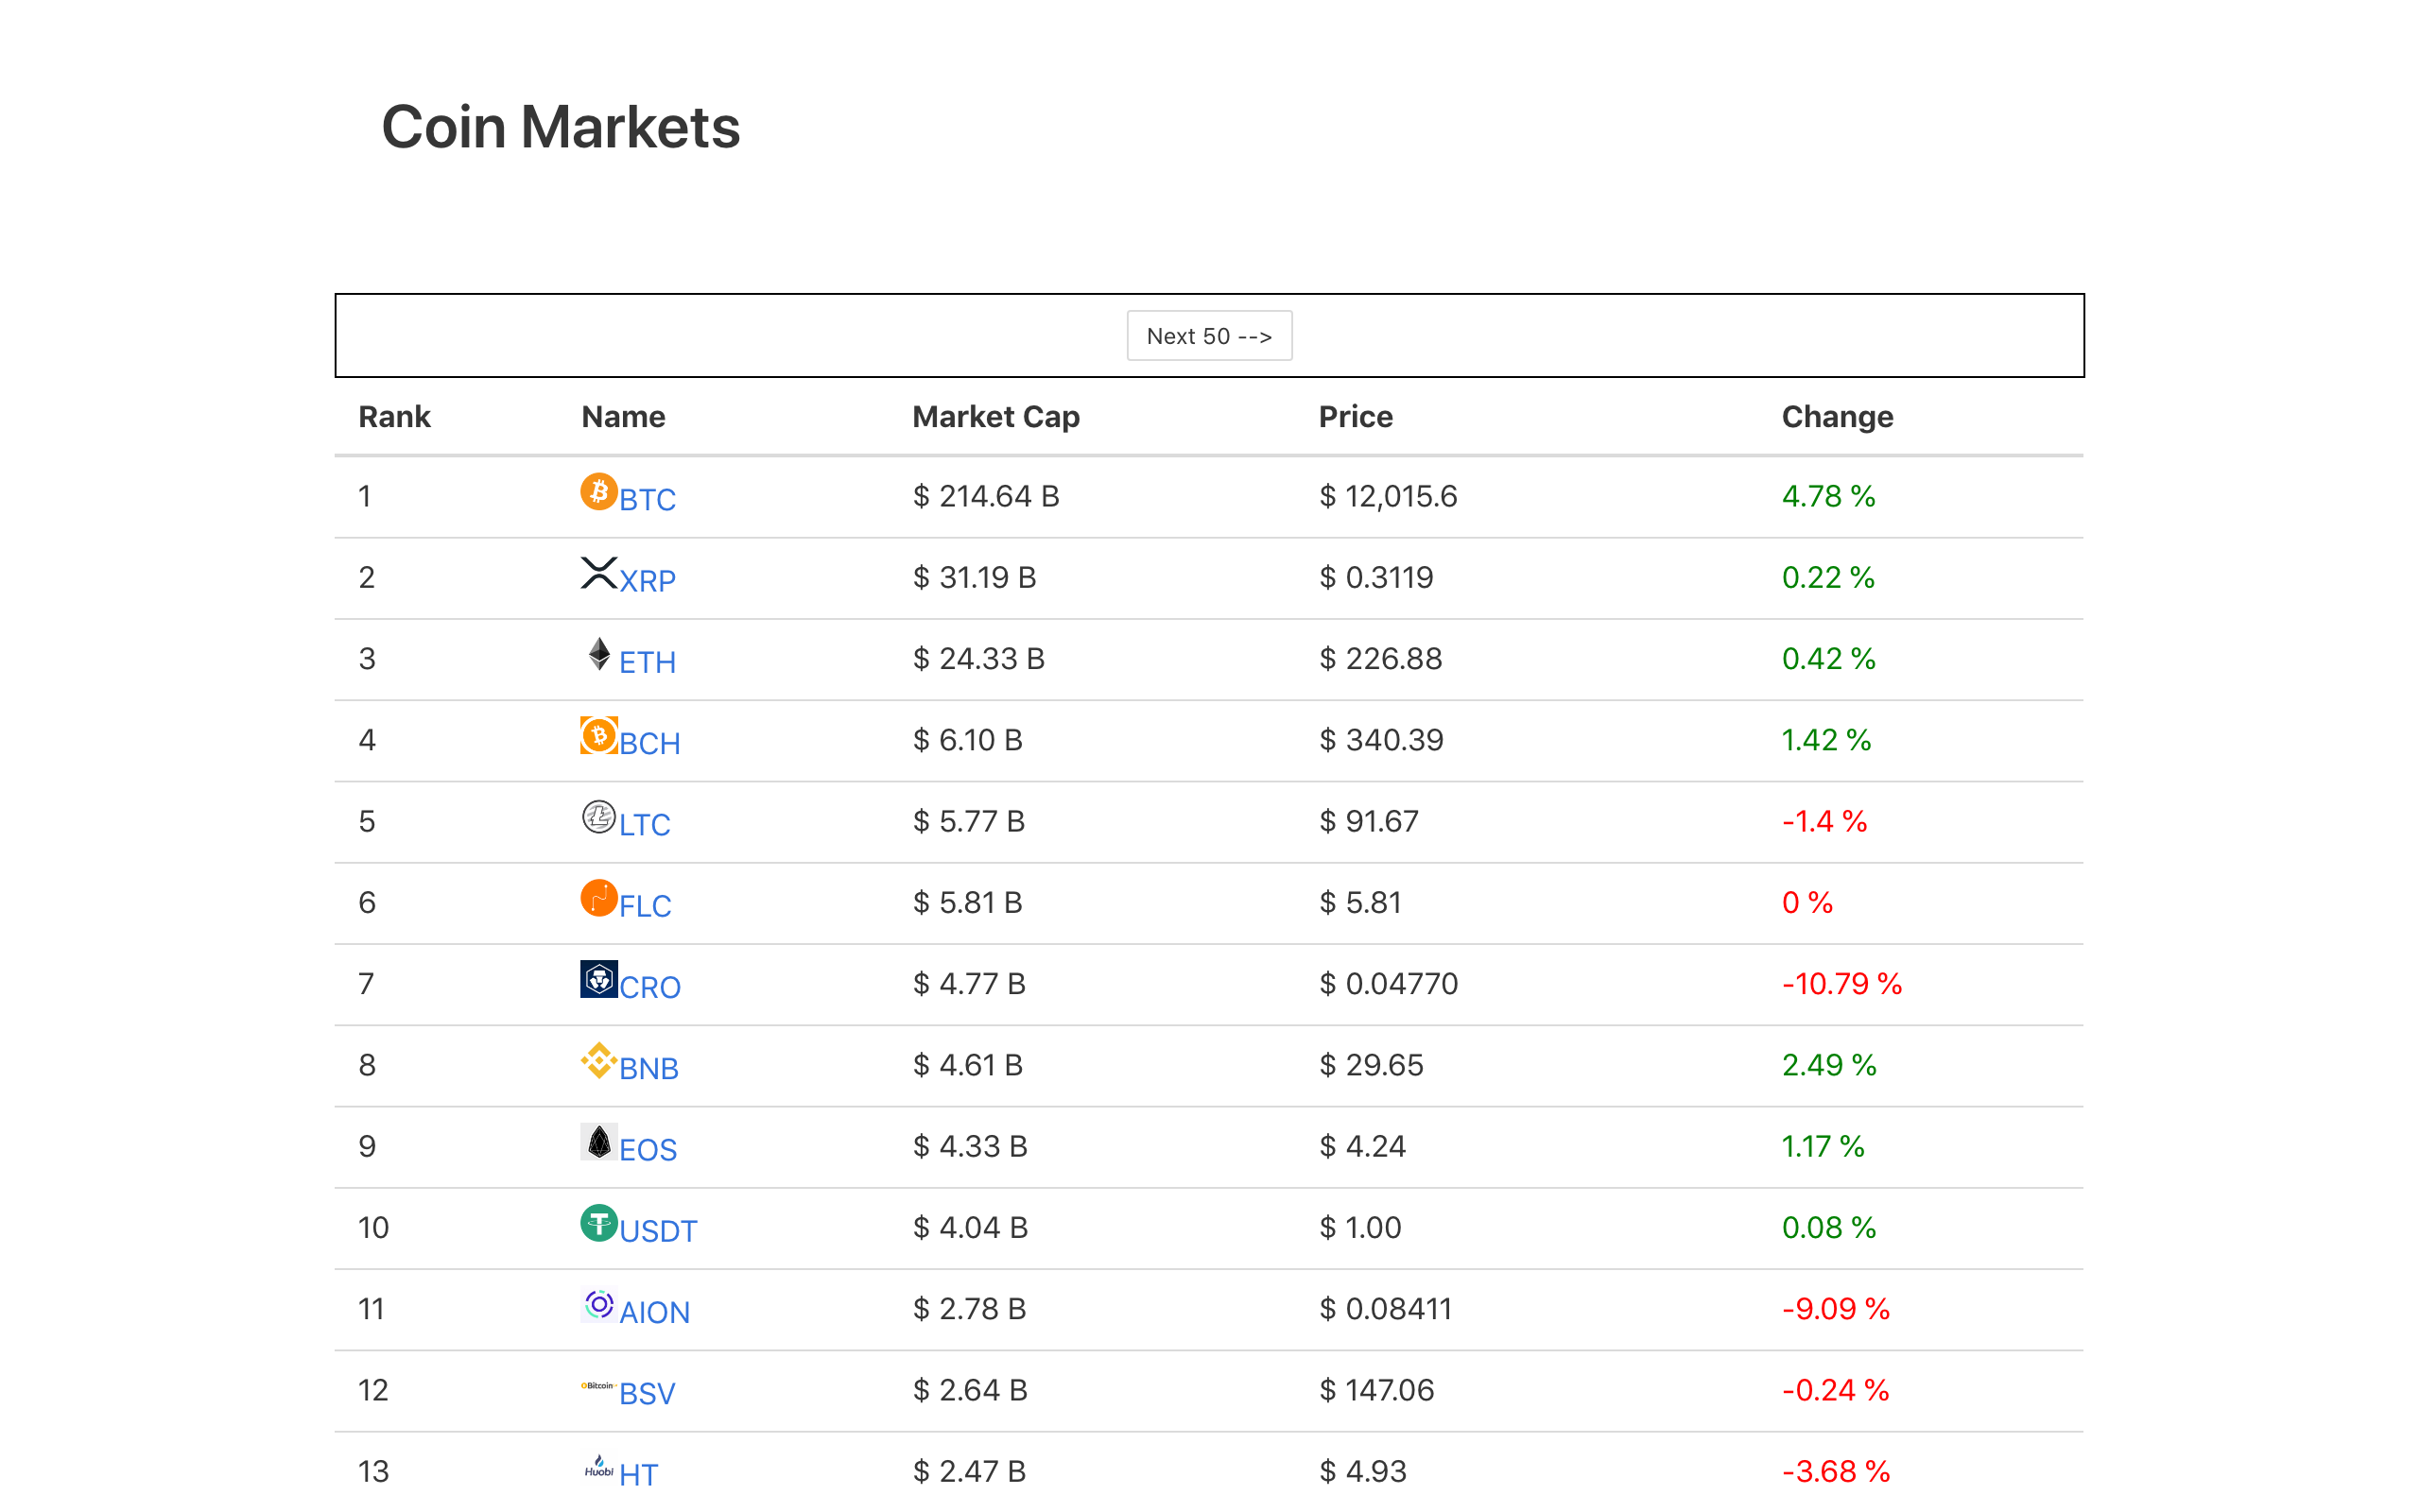 Coin Markets
Next 50 -->
Rank Name Market Cap Price Change
1 BTC $ 214.64 B $ 12,015.6 4.78 %
2 XRP $ 31.19 B $ 0.3119 0.22 %
3 ETH $ 24.33 B $ 226.88 0.42 %
4 BCH $ 6.10 B $ 340.39 1.42 %
5 LTC $ 5.77 B $ 91.67 -1.4 %
6 FLC $ 5.81 B $ 5.81 0 %
7 CRO $ 4.77 B $ 0.04770 -10.79 %
8 BNB $ 4.61 B $ 29.65 2.49 %
9 EOS $ 4.33 B $ 4.24 1.17 %
10 USDT $ 4.04 B $ 1.00 0.08 %
11 AION $ 2.78 B $ 0.08411 -9.09 %
12 Bitcoin BSV $ 2.64 B $ 147.06 -0.24 %
13 Huobi HT $ 2.47 B $ 4.93 -3.68 %